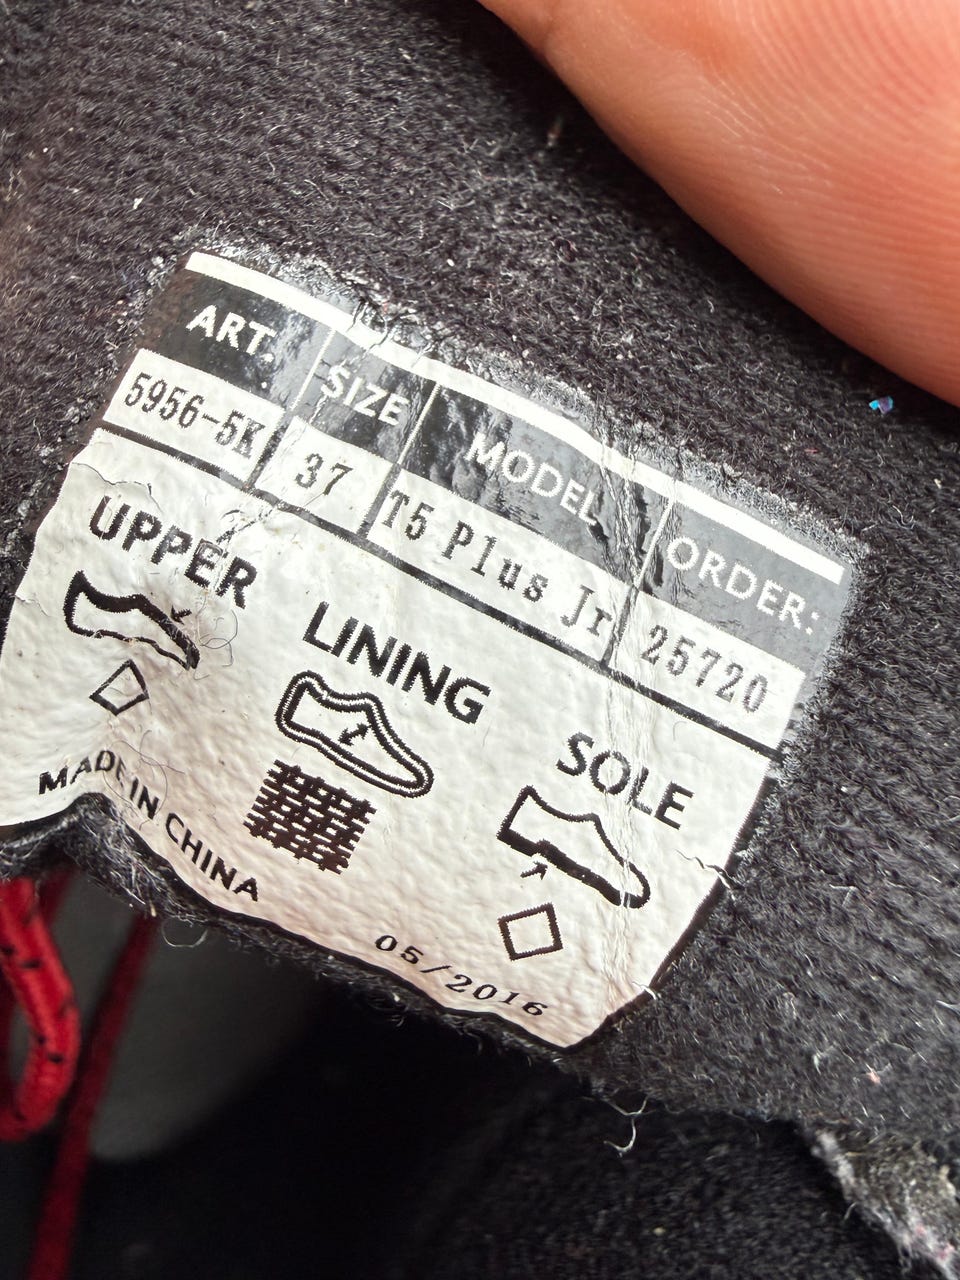 ART. SIZE MODEL ORDER:
5956-5K 37 T5 Plus Jr 25720
UPPER LINING SOLE
MADE IN CHINA
05/2016